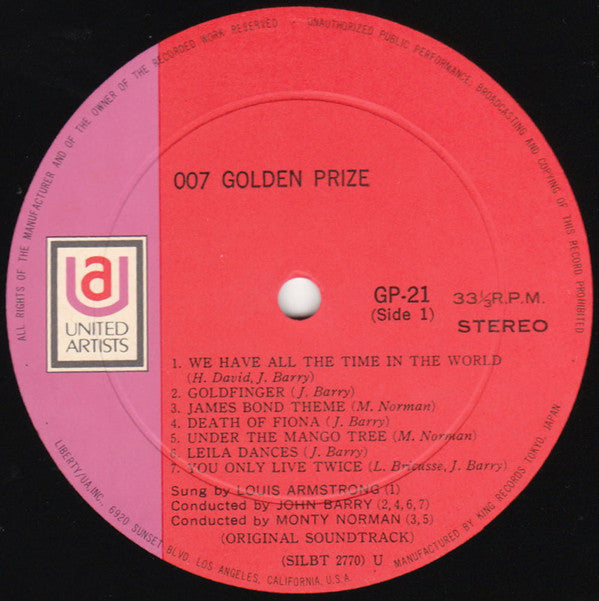 ALL RIGHTS OF THE MANUFACTURER AND OF THE OWNER OF THE RECORDED WORK RESERVED - UNAUTHORIZED PUBLIC PERFORMANCE, BROADCASTING AND COPYING OF THIS RECORD PROHIBITED
007 GOLDEN PRIZE
ua
UNITED
ARTISTS
GP-21
(Side 1)
33⅓R.P.M.
STEREO
1. WE HAVE ALL THE TIME IN THE WORLD
(H. David, J. Barry)
2. GOLDFINGER (J. Barry)
3. JAMES BOND THEME (M. Norman)
4. DEATH OF FIONA (J. Barry)
5. UNDER THE MANGO TREE (M. Norman)
6. LEILA DANCES (J. Barry)
7. YOU ONLY LIVE TWICE (L. Bricusse, J. Barry)
Sung by LOUIS ARMSTRONG (1)
Conducted by JOHN BARRY (2,4,6,7)
Conducted by MONTY NORMAN (3,5)
(ORIGINAL SOUNDTRACK)
(SILBT 2770) U
LIBERTY/UA, INC., 6920 SUNSET BLVD. LOS ANGELES, CALIFORNIA, U.S.A.
MANUFACTURED BY KING RECORDS TOKYO, JAPAN